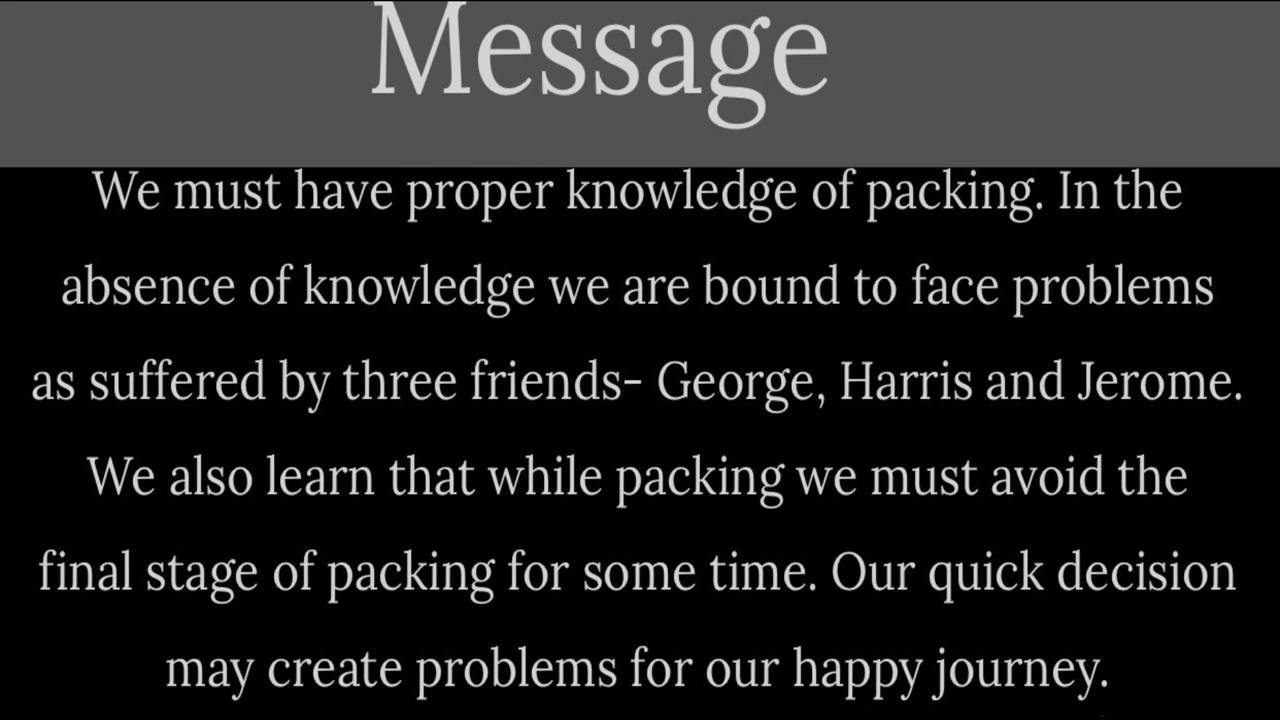 Message
We must have proper knowledge of packing. In the
absence of knowledge we are bound to face problems
as suffered by three friends- George, Harris and Jerome.
We also learn that while packing we must avoid the
final stage of packing for some time. Our quick decision
may create problems for our happy journey.